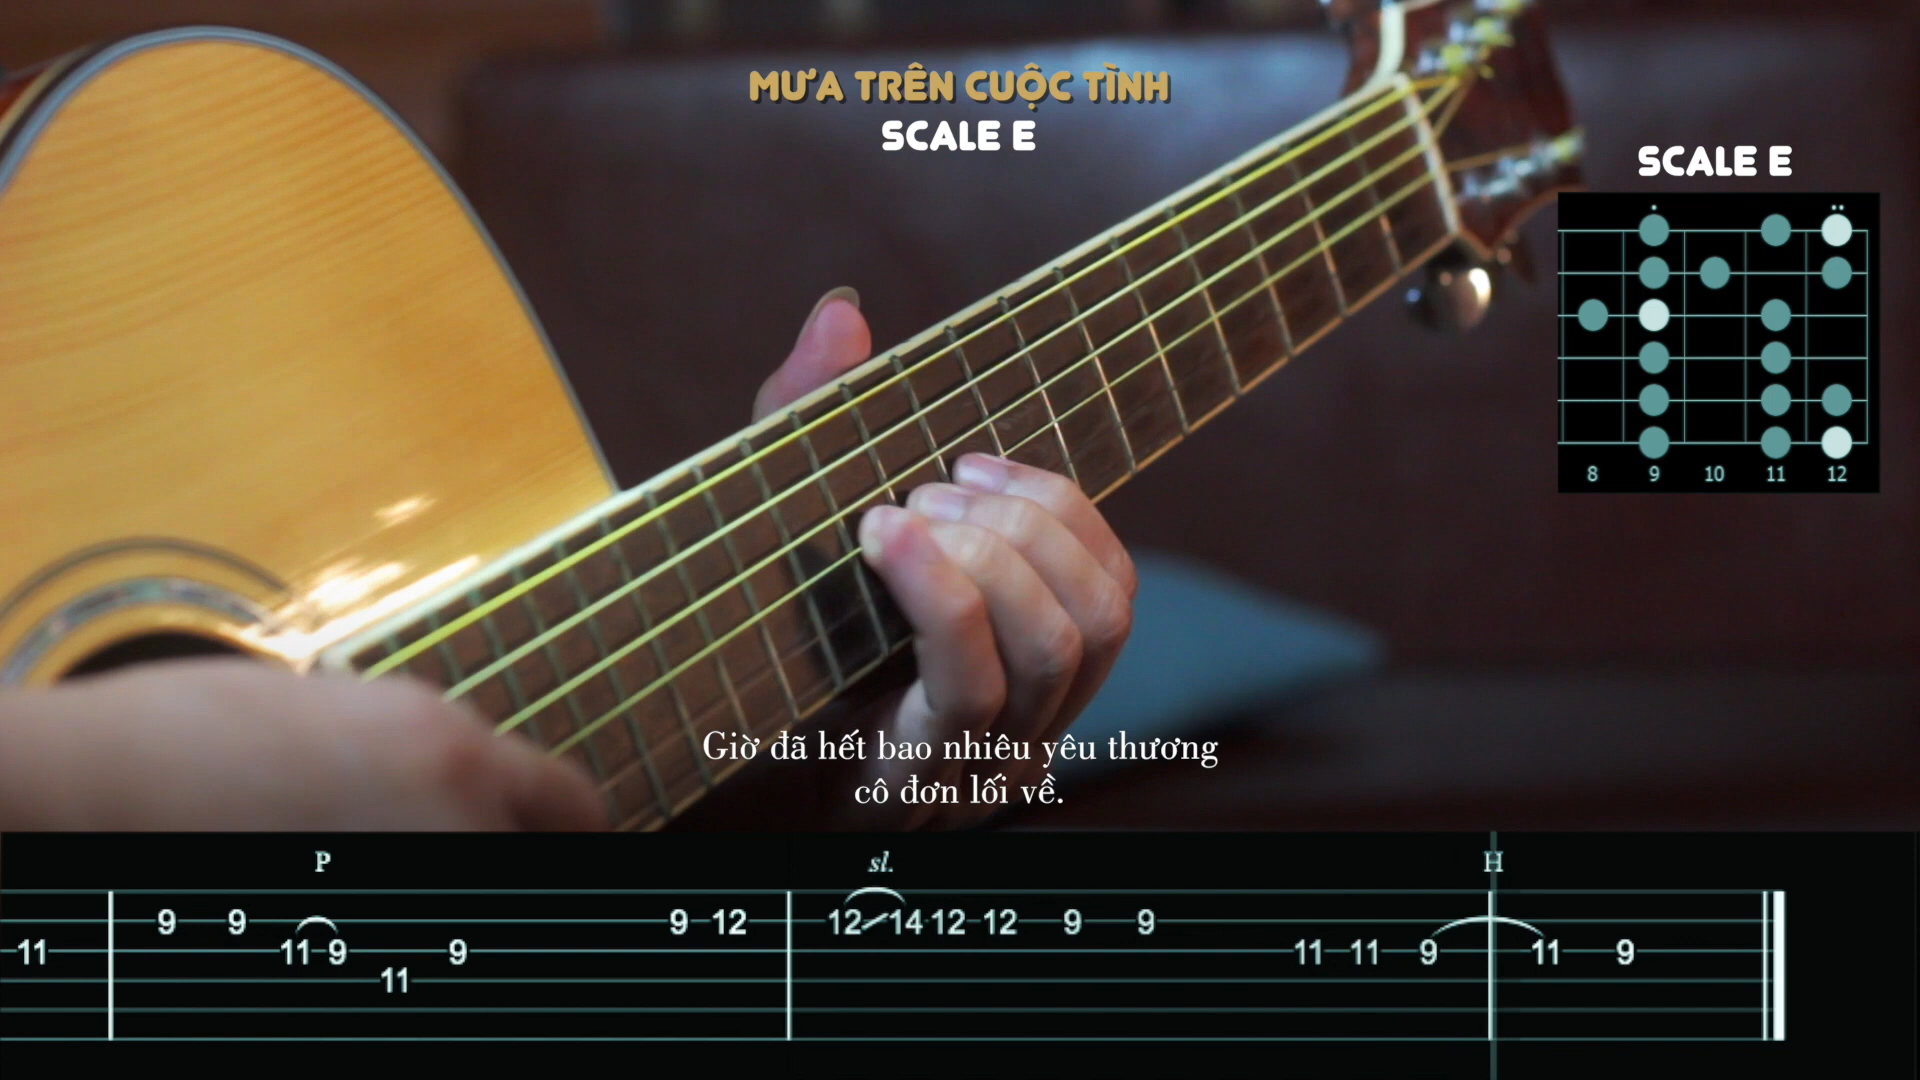 MƯA TRÊN CUỘC TÌNH
SCALE E
SCALE E
8 9 10 11 12
Giờ đã hết bao nhiêu yêu thương
cô đơn lối về.
P sl. H
9 9 9 12 12 14 12 12 9 9
11 11 9 9 11 11 9 11 9
11